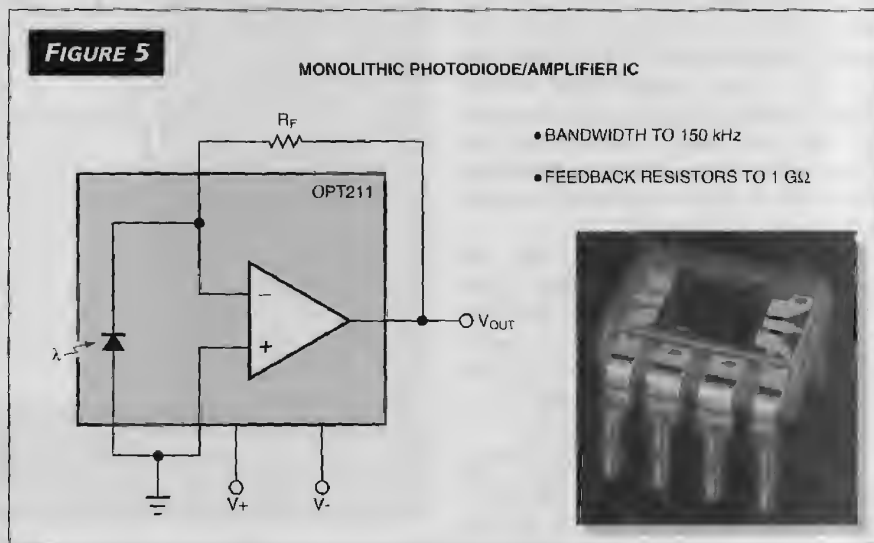 FIGURE 5
MONOLITHIC PHOTODIODE/AMPLIFIER IC
• BANDWIDTH TO 150 kHz
• FEEDBACK RESISTORS TO 1 GΩ
RF
OPT211
−
+
λ
VOUT
V+
V-